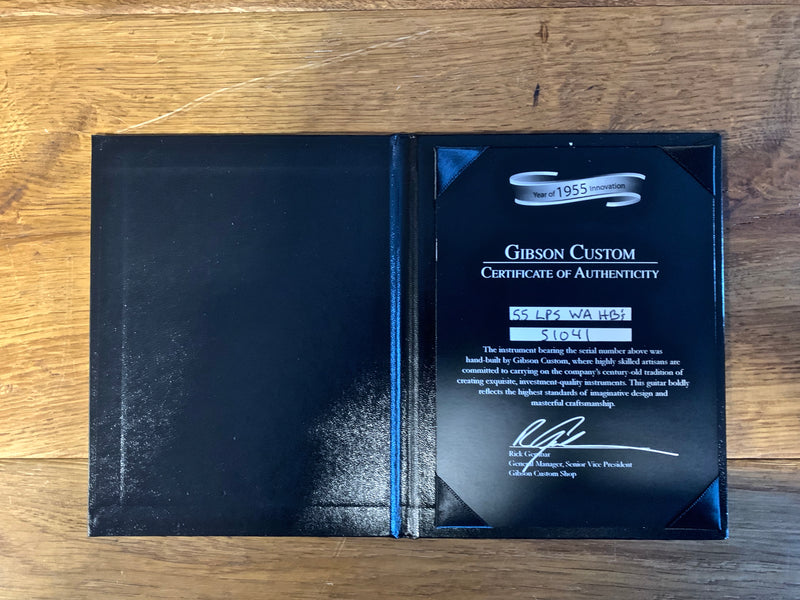 Year of 1955 Innovation
GIBSON CUSTOM
CERTIFICATE OF AUTHENTICITY
55 LPS WA HB's
51041
The instrument bearing the serial number above was
hand-built by Gibson Custom, where highly skilled artisans are
committed to carrying on the company's century-old tradition of
creating exquisite, investment-quality instruments. This guitar boldly
reflects the highest standards of imaginative design and
masterful craftsmanship.
Rick Gembar
General Manager, Senior Vice President
Gibson Custom Shop